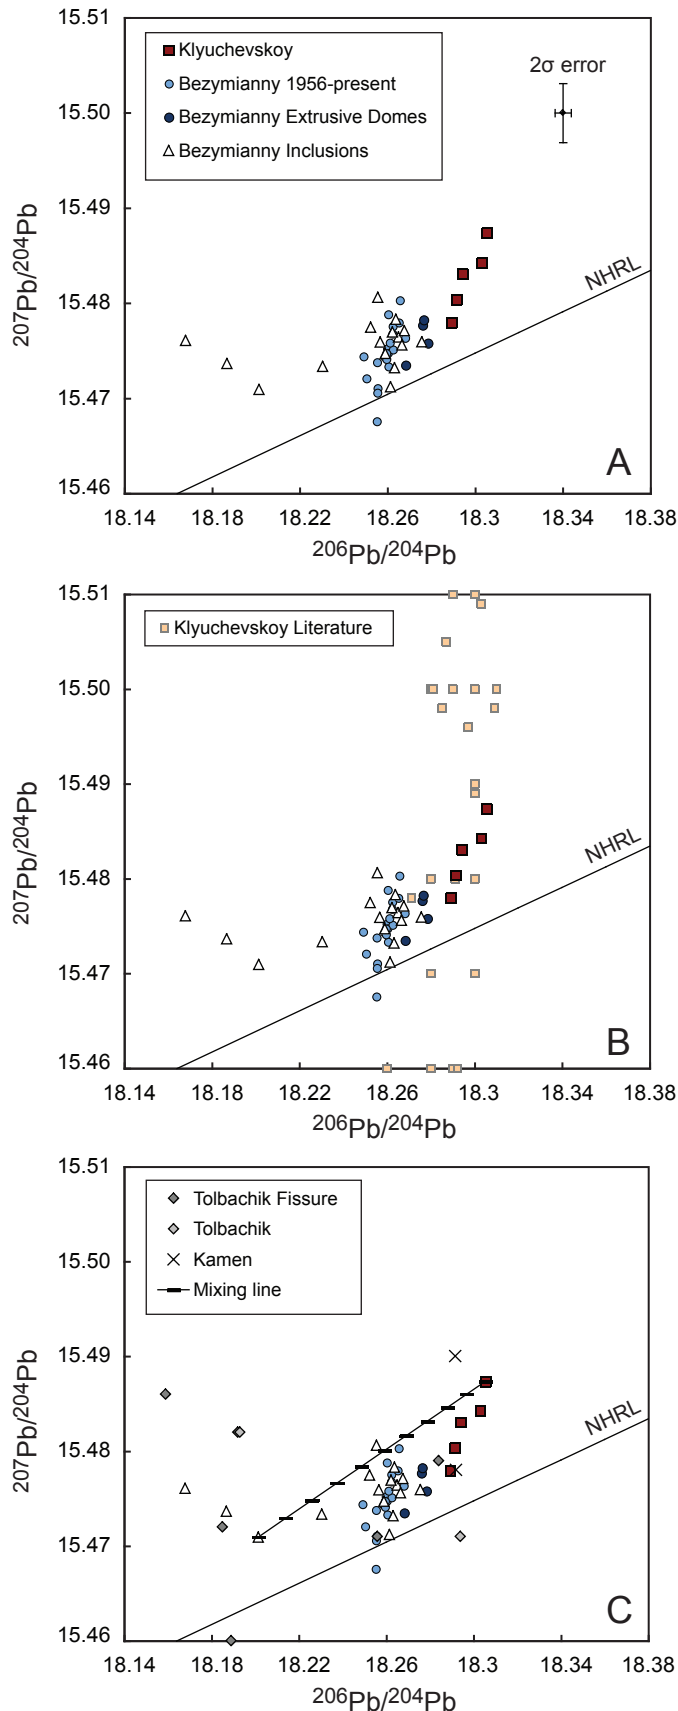 15.51
Klyuchevskoy
Bezymianny 1956-present
Bezymianny Extrusive Domes
Bezymianny Inclusions
2σ error
15.50
15.49
15.48
15.47
15.46
207Pb/204Pb
NHRL
A
18.14 18.18 18.22 18.26 18.3 18.34 18.38
206Pb/204Pb
15.51
Klyuchevskoy Literature
15.50
15.49
15.48
15.47
15.46
207Pb/204Pb
NHRL
B
18.14 18.18 18.22 18.26 18.3 18.34 18.38
206Pb/204Pb
15.51
Tolbachik Fissure
Tolbachik
Kamen
Mixing line
15.50
15.49
15.48
15.47
15.46
207Pb/204Pb
NHRL
C
18.14 18.18 18.22 18.26 18.3 18.34 18.38
206Pb/204Pb